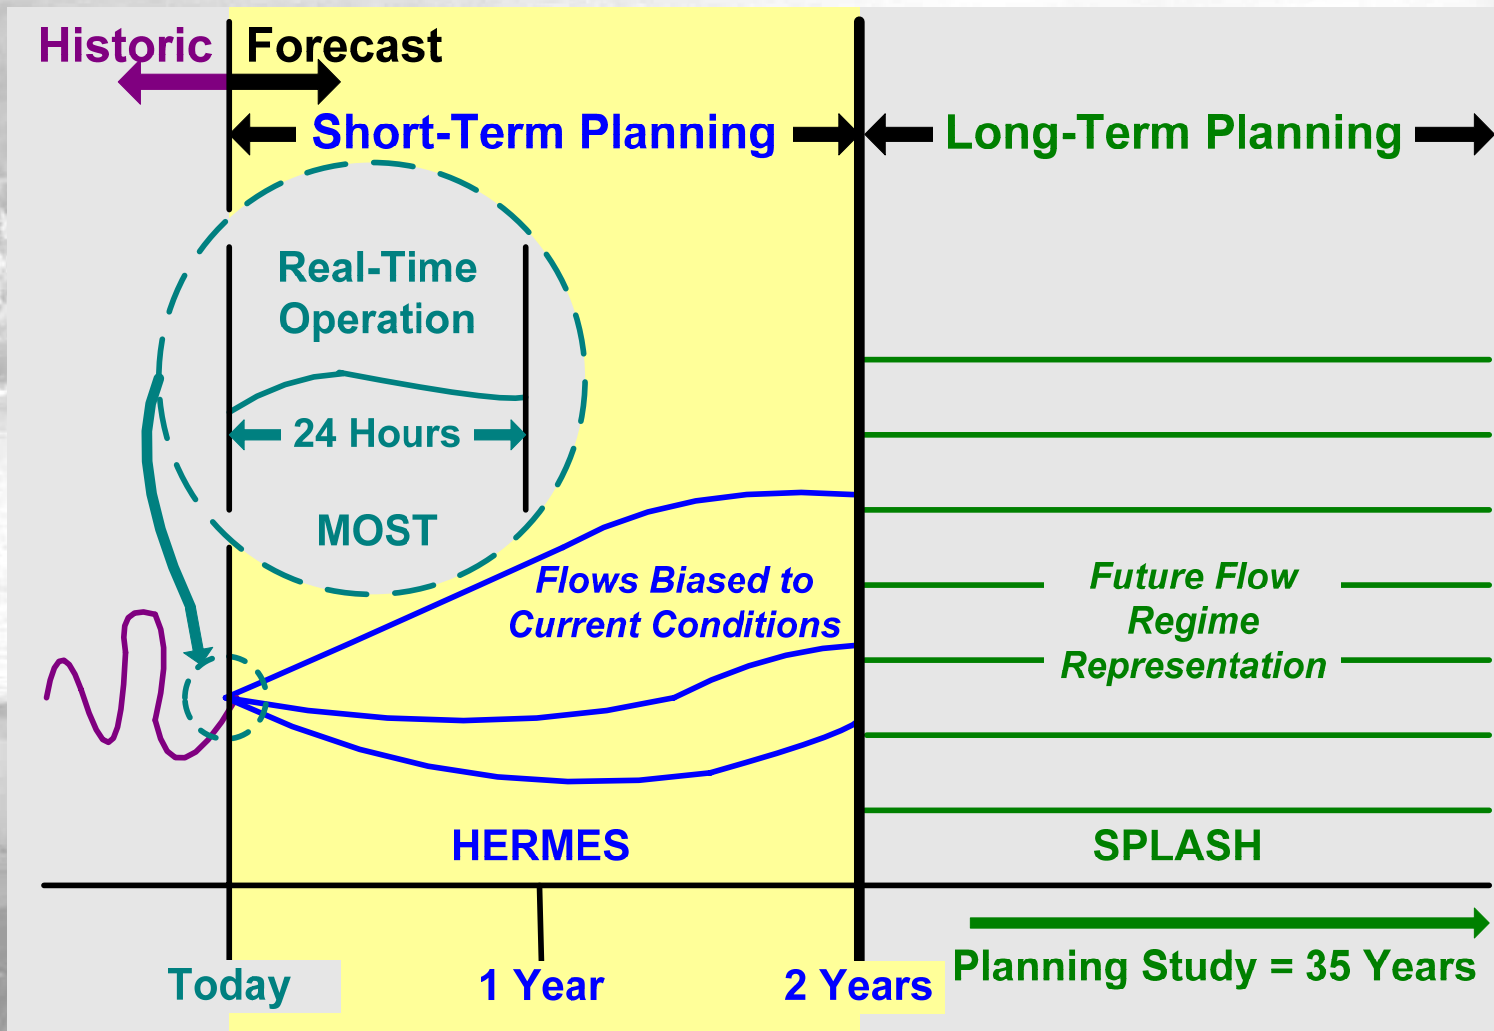 Historic
Forecast
Short-Term Planning
Long-Term Planning
Real-Time
Operation
24 Hours
MOST
Flows Biased to
Current Conditions
Future Flow
Regime
Representation
HERMES
SPLASH
Today
1 Year
2 Years
Planning Study = 35 Years